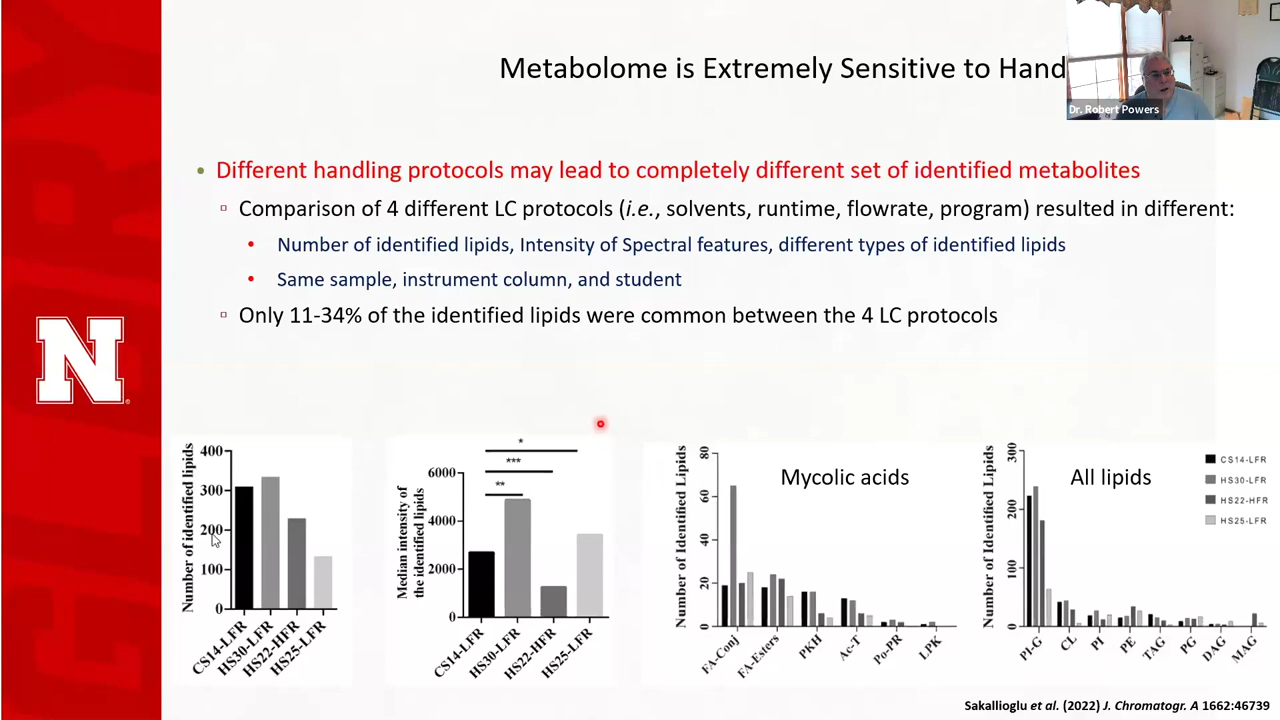 Metabolome is Extremely Sensitive to Hand
Dr. Robert Powers
• Different handling protocols may lead to completely different set of identified metabolites
Comparison of 4 different LC protocols (i.e., solvents, runtime, flowrate, program) resulted in different:
• Number of identified lipids, Intensity of Spectral features, different types of identified lipids
• Same sample, instrument column, and student
Only 11-34% of the identified lipids were common between the 4 LC protocols
N
Number of identified lipids
400
300
200
100
0
CS14-LFR
HS30-LFR
HS22-HFR
HS25-LFR
Median intensity of
the identified lipids
6000
4000
2000
0
*
***
**
CS14-LFR
HS30-LFR
HS22-HFR
HS25-LFR
Number of Identified Lipids
80
60
40
20
0
Mycolic acids
FA-Conj
FA-Esters
PKH
Ac-T
Po-PR
LPK
Number of Identified Lipids
300
200
100
0
All lipids
CS14-LFR
HS30-LFR
HS22-HFR
HS25-LFR
PI-G
CL
PI
PE
TAG
PG
DAG
MAG
Sakallioglu et al. (2022) J. Chromatogr. A 1662:46739